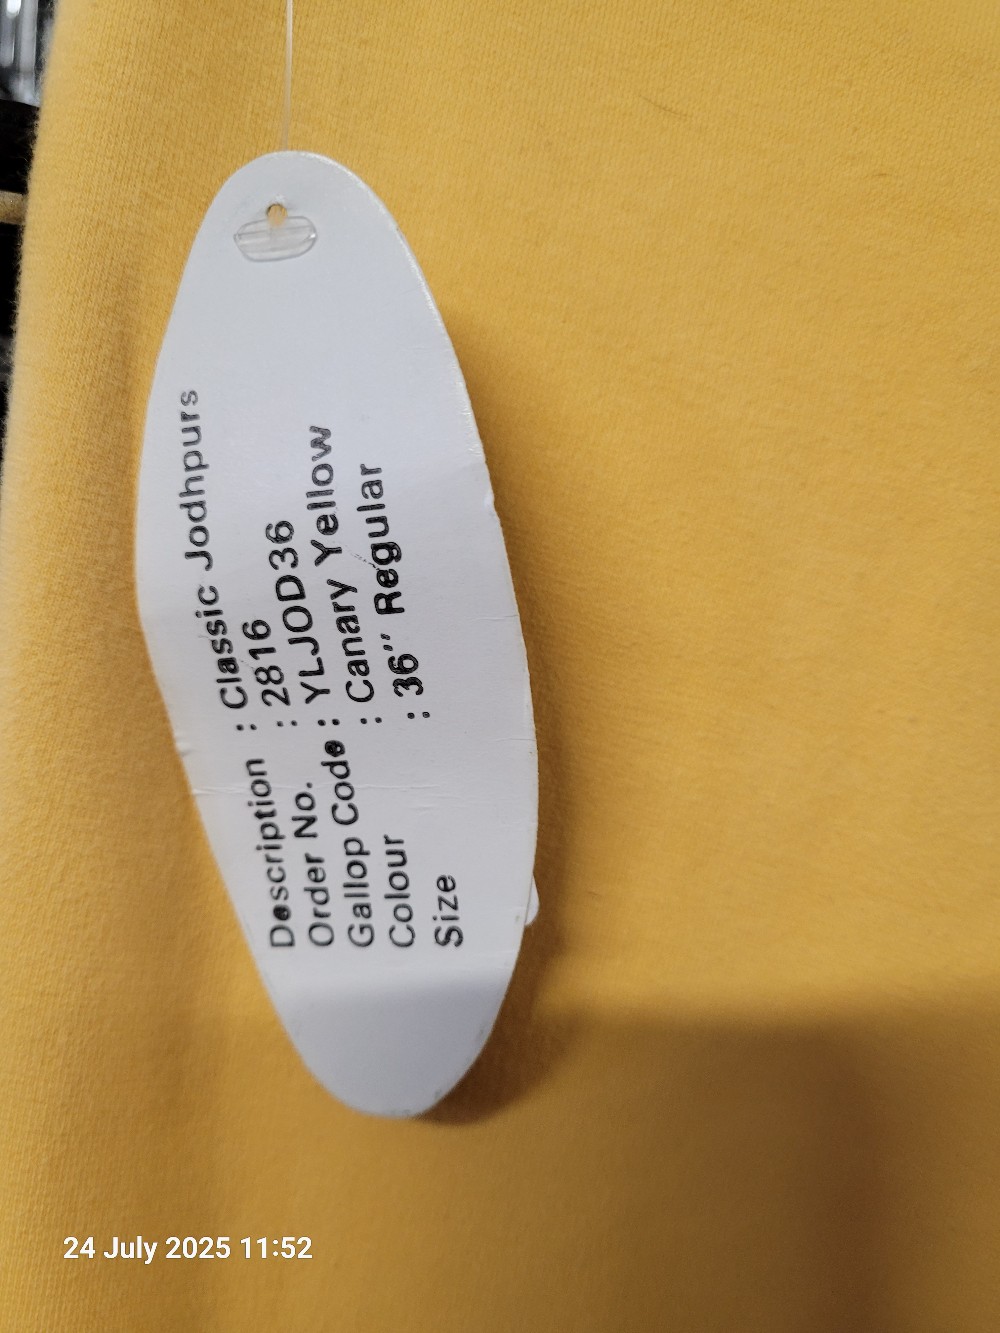 Description : Classic Jodhpurs
Order No. : 2816
Gallop Code : YLJOD36
Colour : Canary Yellow
Size : 36" Regular
24 July 2025 11:52